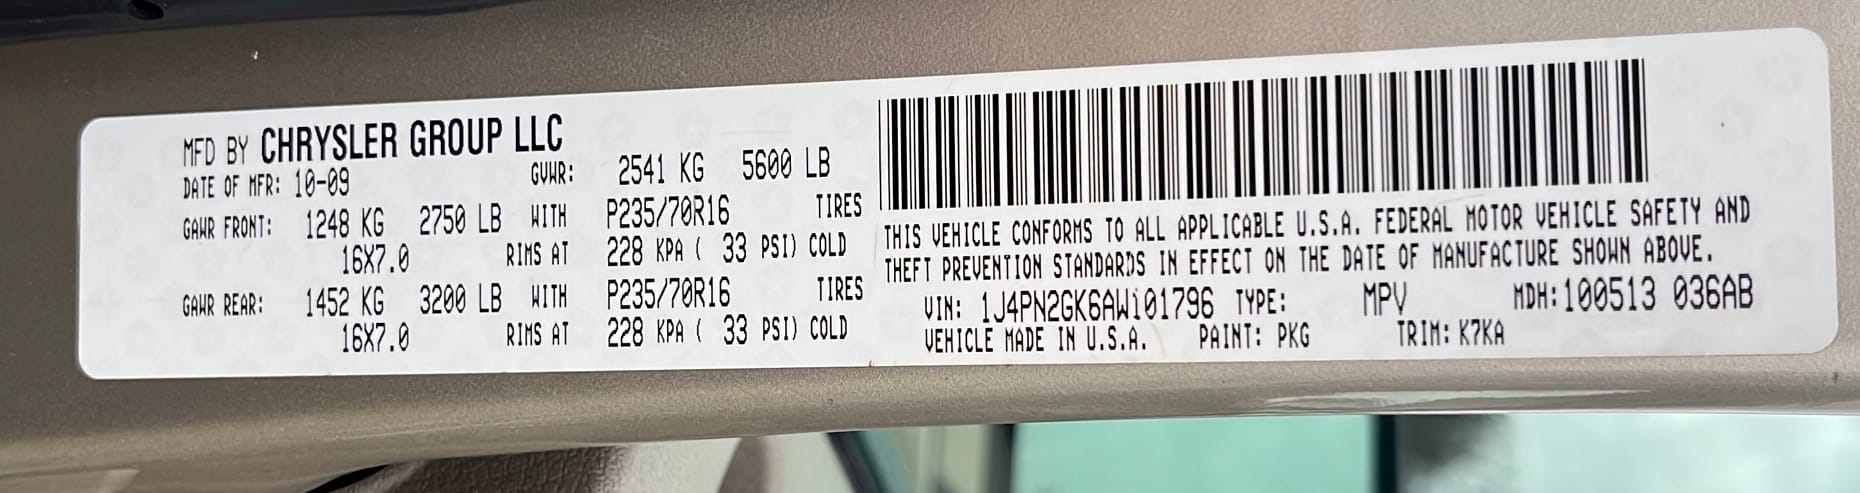 MFD BY CHRYSLER GROUP LLC
DATE OF MFR: 10-09 GVWR: 2541 KG 5600 LB
GAWR FRONT: 1248 KG 2750 LB WITH P235/70R16 TIRES
16X7.0 RIMS AT 228 KPA ( 33 PSI) COLD
GAWR REAR: 1452 KG 3200 LB WITH P235/70R16 TIRES
16X7.0 RIMS AT 228 KPA ( 33 PSI) COLD
THIS VEHICLE CONFORMS TO ALL APPLICABLE U.S.A. FEDERAL MOTOR VEHICLE SAFETY AND
THEFT PREVENTION STANDARDS IN EFFECT ON THE DATE OF MANUFACTURE SHOWN ABOVE.
VIN: 1J4PN2GK6AW101796 TYPE: MPV MDH: 100513 036AB
VEHICLE MADE IN U.S.A. PAINT: PKG TRIM: K7KA